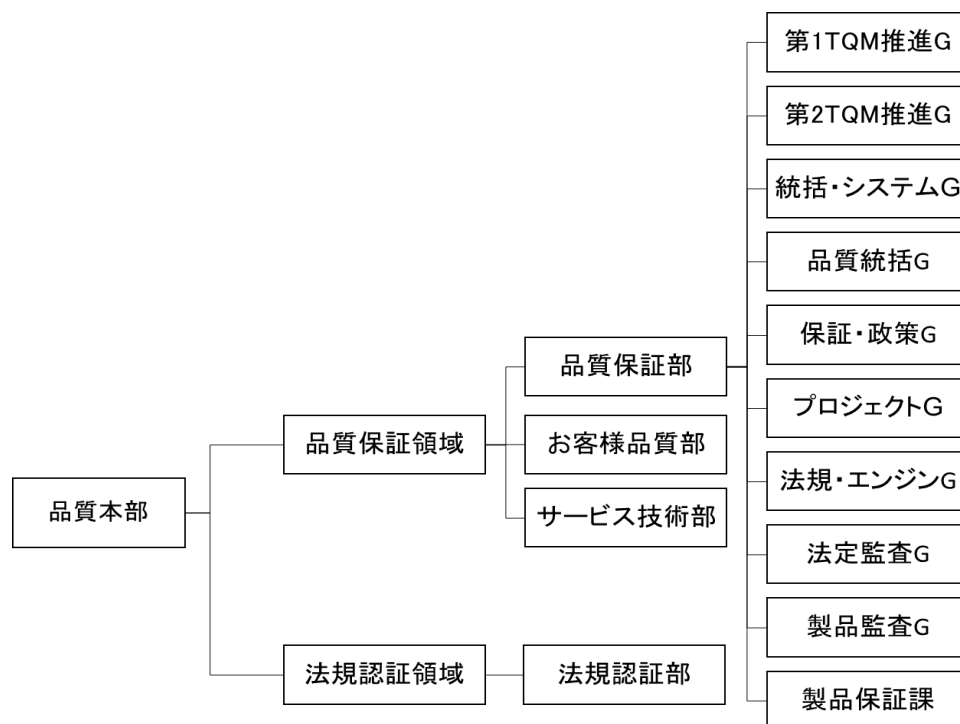 第1TQM推進G
第2TQM推進G
統括・システムG
品質統括G
品質保証部
保証・政策G
プロジェクトG
品質保証領域
お客様品質部
法規・エンジンG
品質本部
サービス技術部
法定監査G
製品監査G
法規認証領域
法規認証部
製品保証課